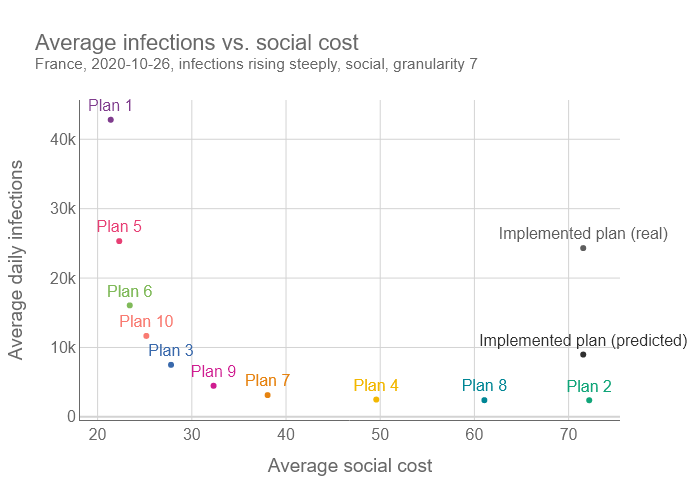 Average infections vs. social cost
France, 2020-10-26, infections rising steeply, social, granularity 7
Average daily infections
40k
30k
20k
10k
0
Plan 1
Plan 5
Implemented plan (real)
Plan 6
Plan 10
Implemented plan (predicted)
Plan 3
Plan 9
Plan 7
Plan 4
Plan 8
Plan 2
20
30
40
50
60
70
Average social cost